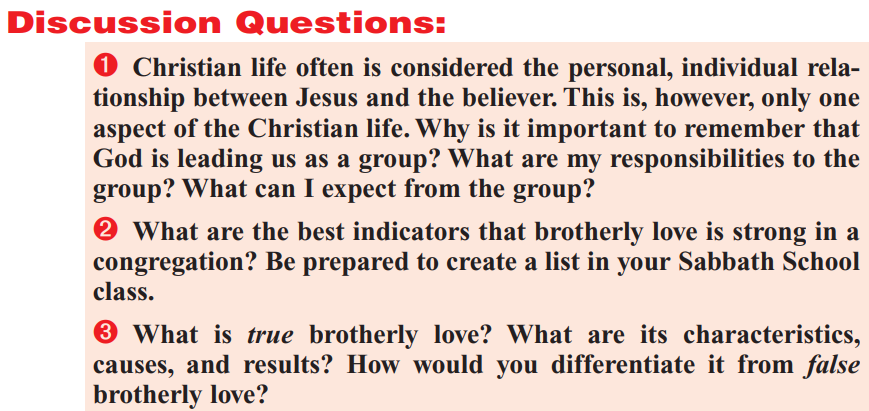 Discussion Questions:
❶ Christian life often is considered the personal, individual rela-
tionship between Jesus and the believer. This is, however, only one
aspect of the Christian life. Why is it important to remember that
God is leading us as a group? What are my responsibilities to the
group? What can I expect from the group?
❷ What are the best indicators that brotherly love is strong in a
congregation? Be prepared to create a list in your Sabbath School
class.
❸ What is true brotherly love? What are its characteristics,
causes, and results? How would you differentiate it from false
brotherly love?